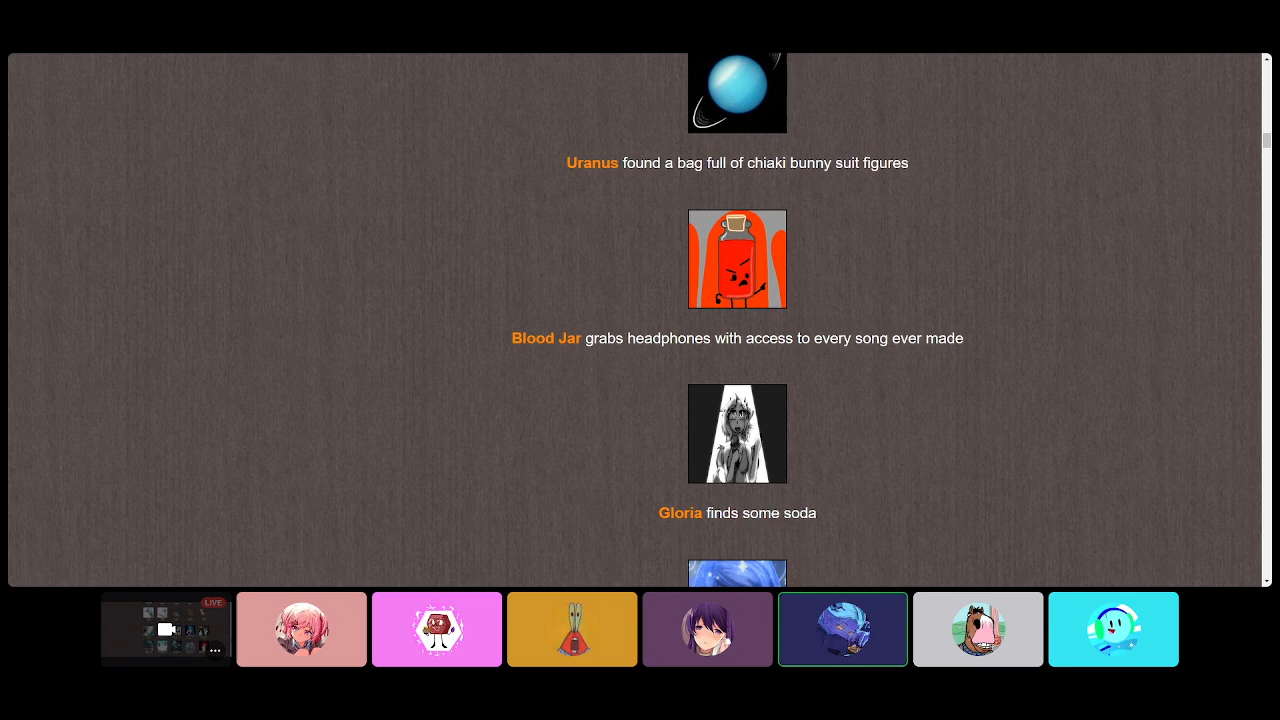 Uranus found a bag full of chiaki bunny suit figures
Blood Jar grabs headphones with access to every song ever made
Gloria finds some soda
LIVE